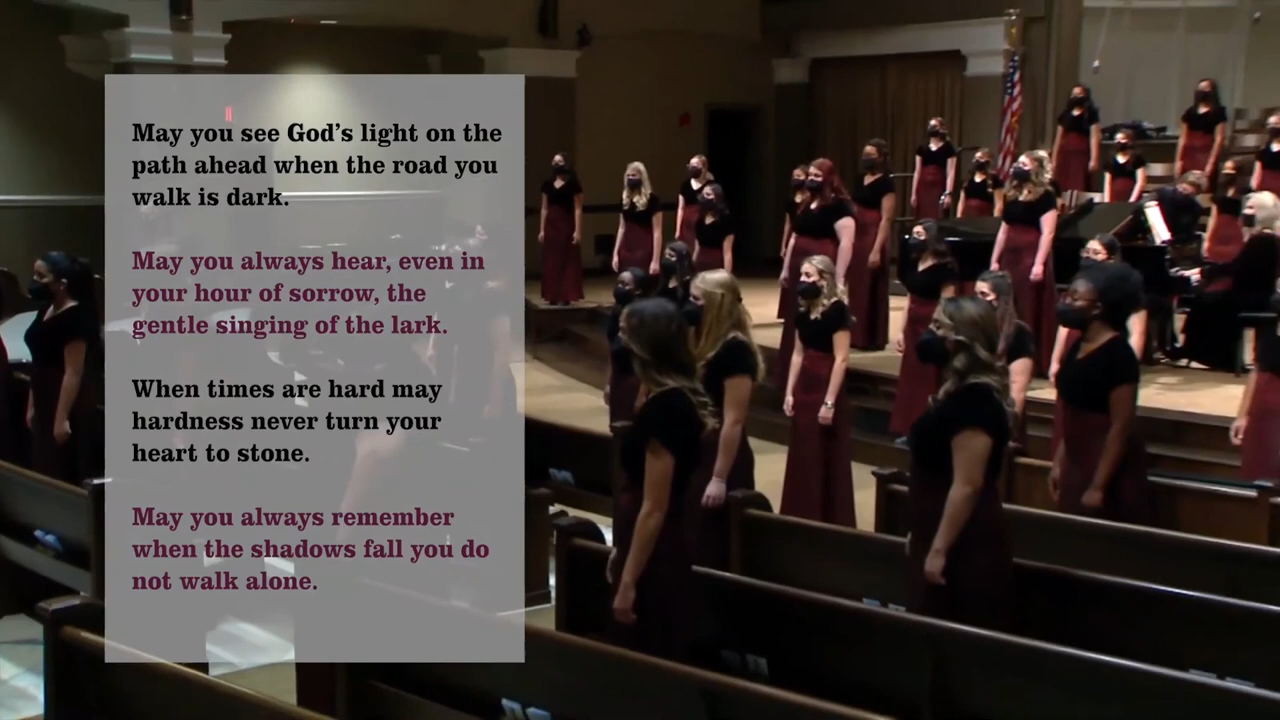 May you see God’s light on the
path ahead when the road you
walk is dark.
May you always hear, even in
your hour of sorrow, the
gentle singing of the lark.
When times are hard may
hardness never turn your
heart to stone.
May you always remember
when the shadows fall you do
not walk alone.